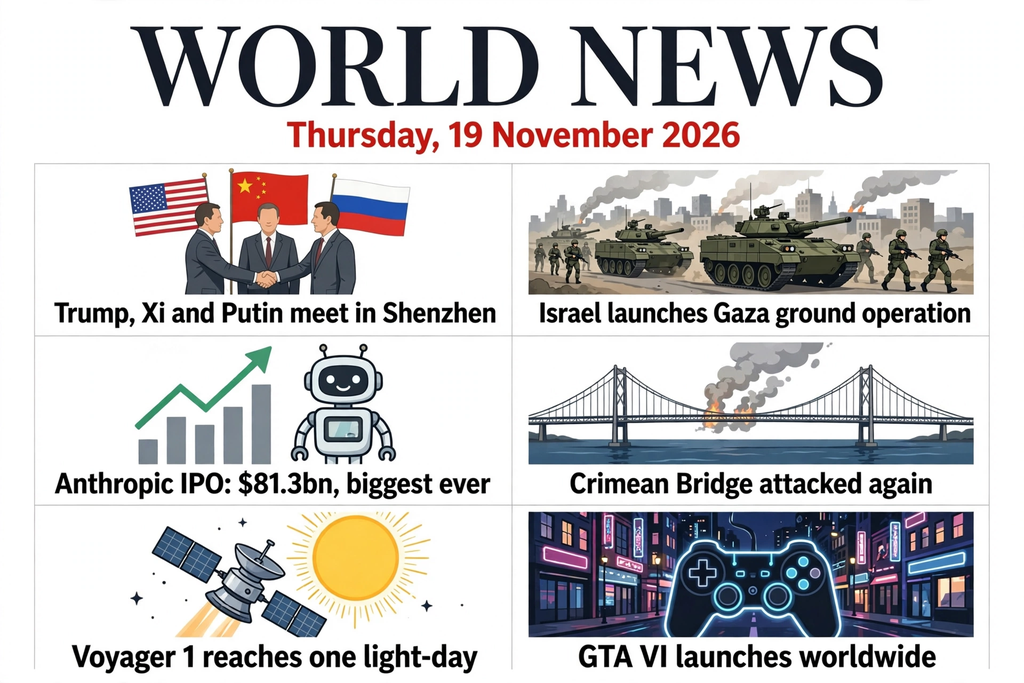 WORLD NEWS
Thursday, 19 November 2026
Trump, Xi and Putin meet in Shenzhen
Israel launches Gaza ground operation
Anthropic IPO: $81.3bn, biggest ever
Crimean Bridge attacked again
Voyager 1 reaches one light-day
GTA VI launches worldwide